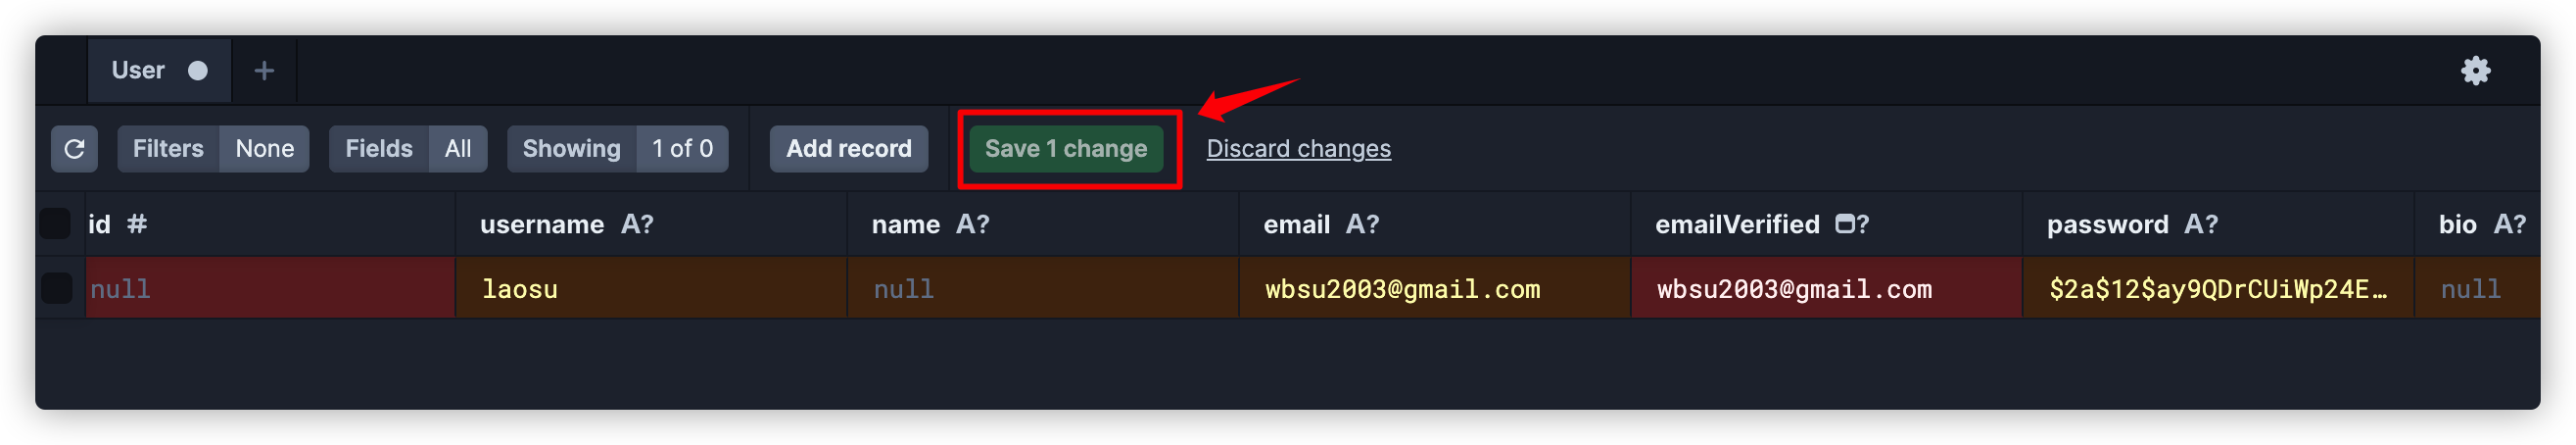 User +
Filters None Fields All Showing 1 of 0 Add record Save 1 change Discard changes
id # username A? name A? email A? emailVerified ? password A? bio A?
null laosu null wbsu2003@gmail.com wbsu2003@gmail.com $2a$12$ay9QDrCUiWp24E… null